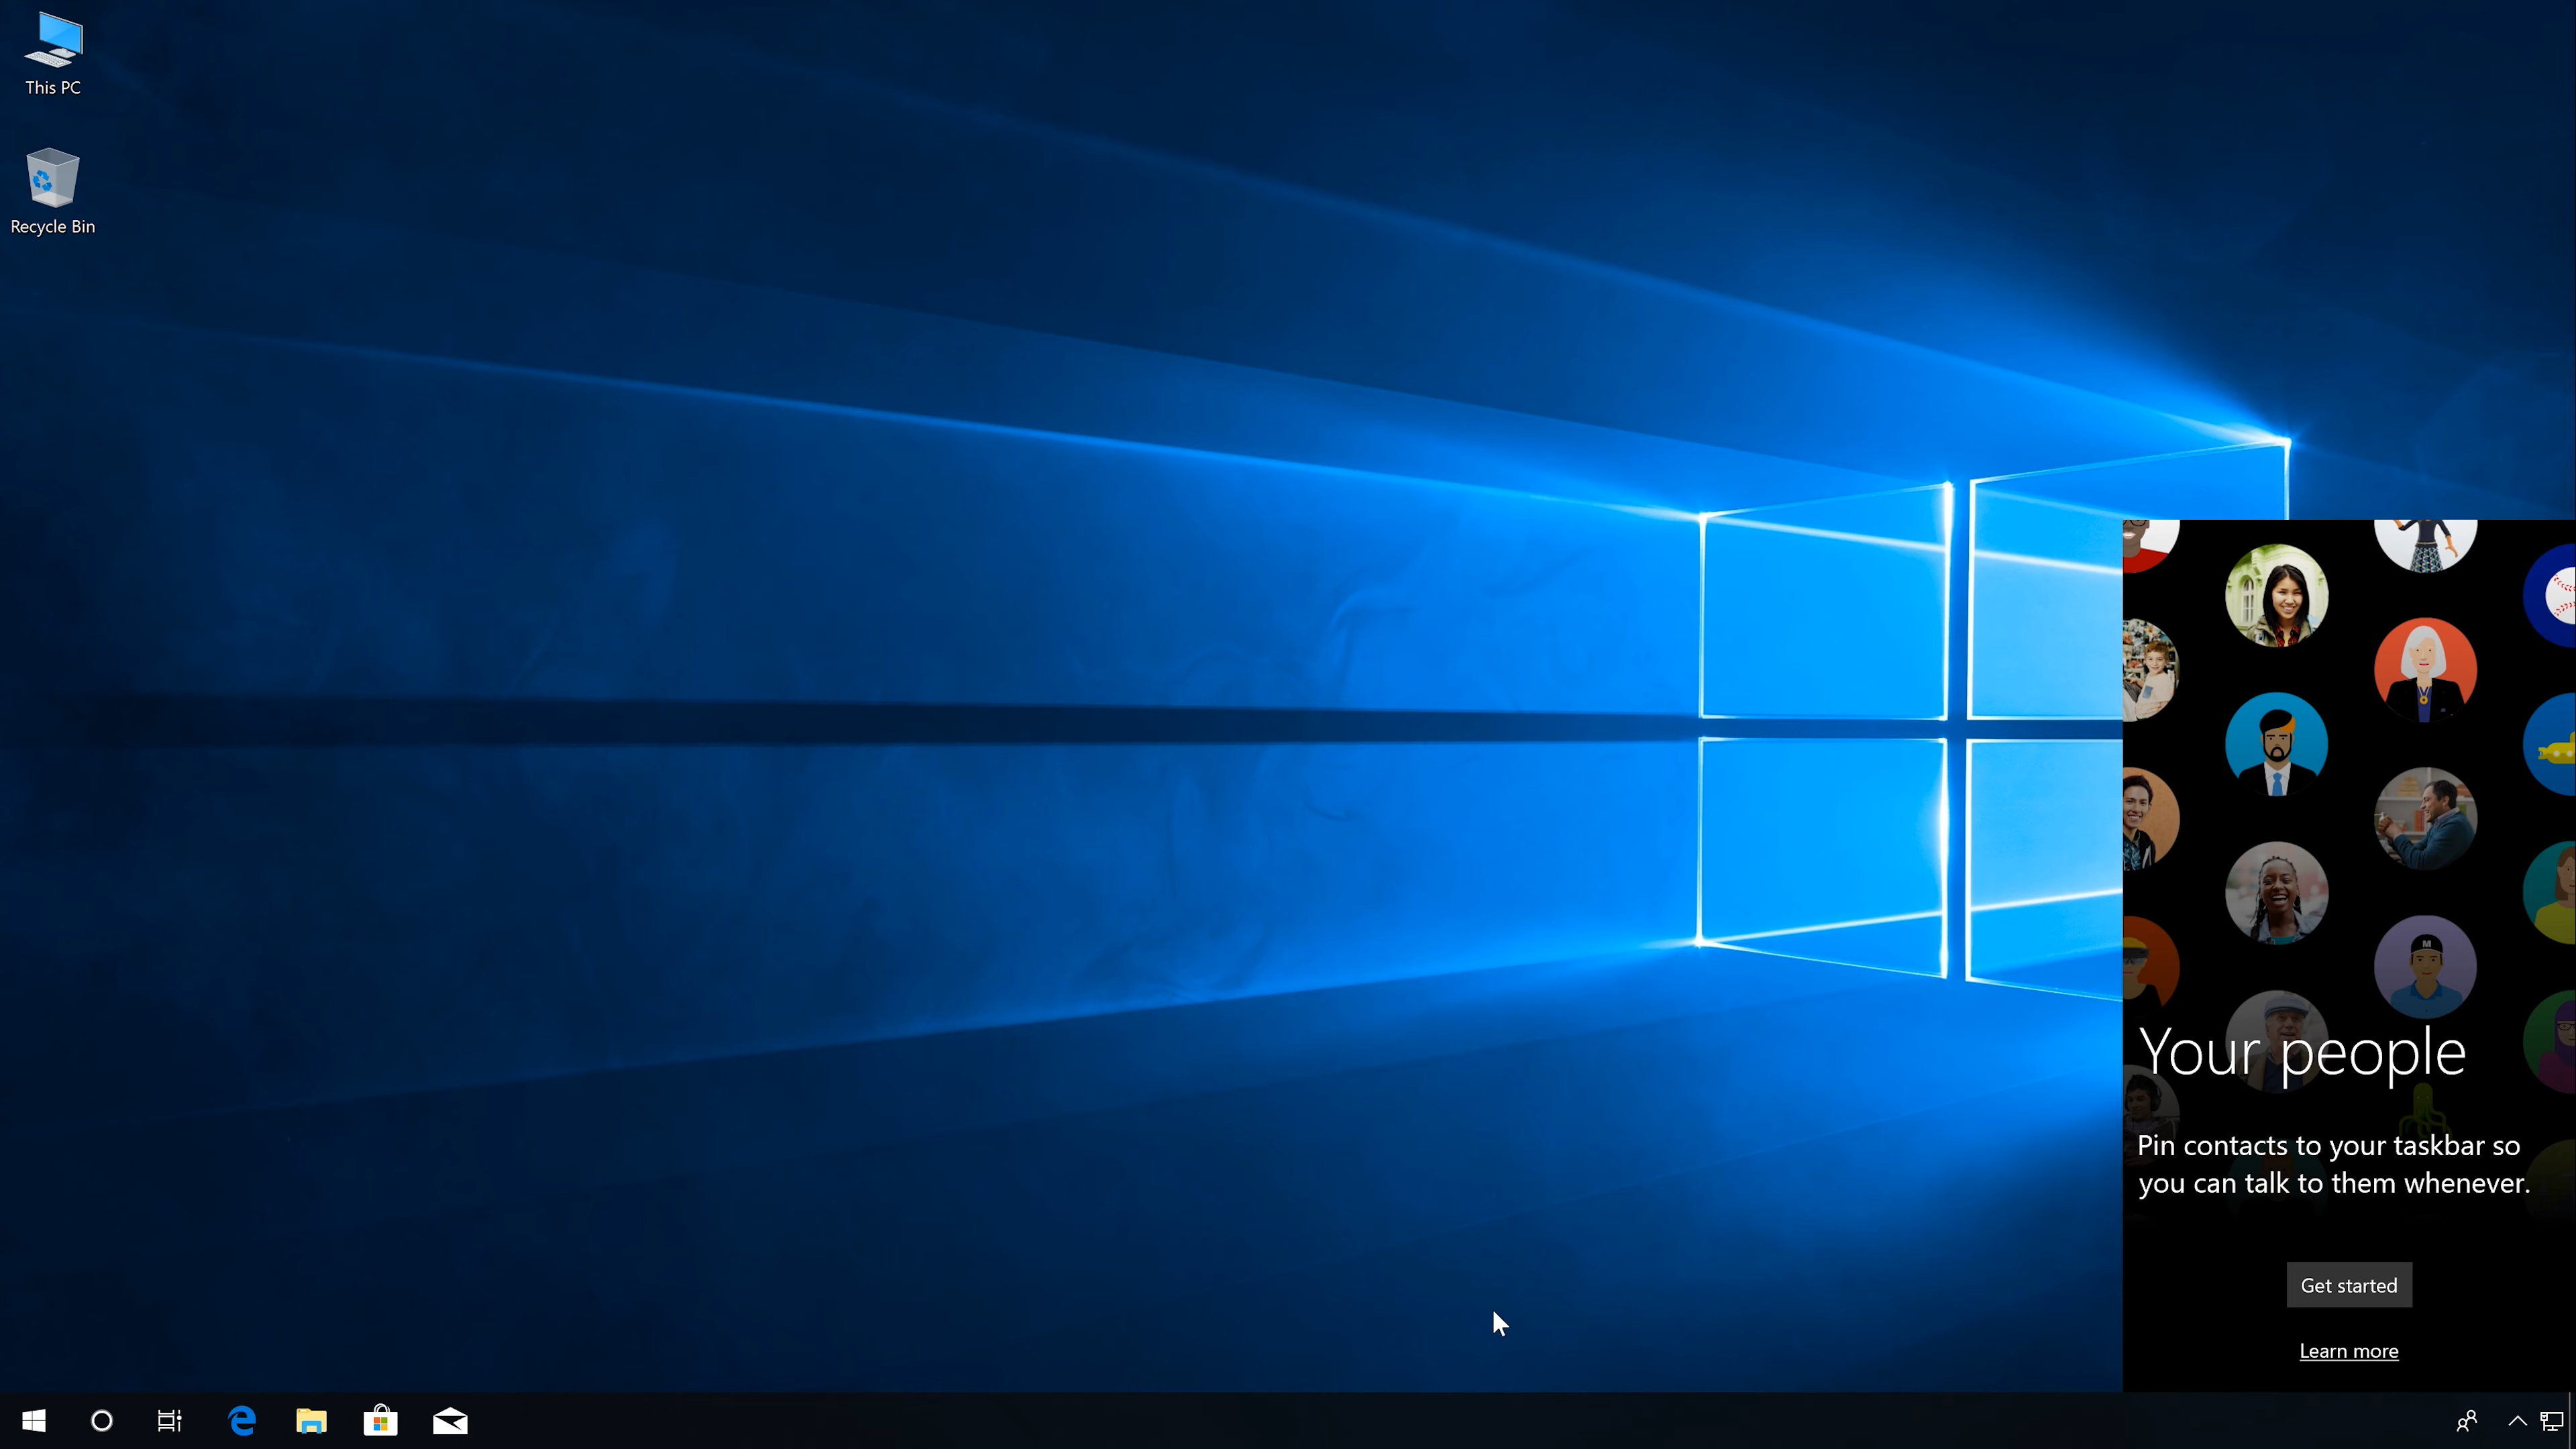 This PC
Recycle Bin
M
Your people
Pin contacts to your taskbar so
you can talk to them whenever.
Get started
Learn more